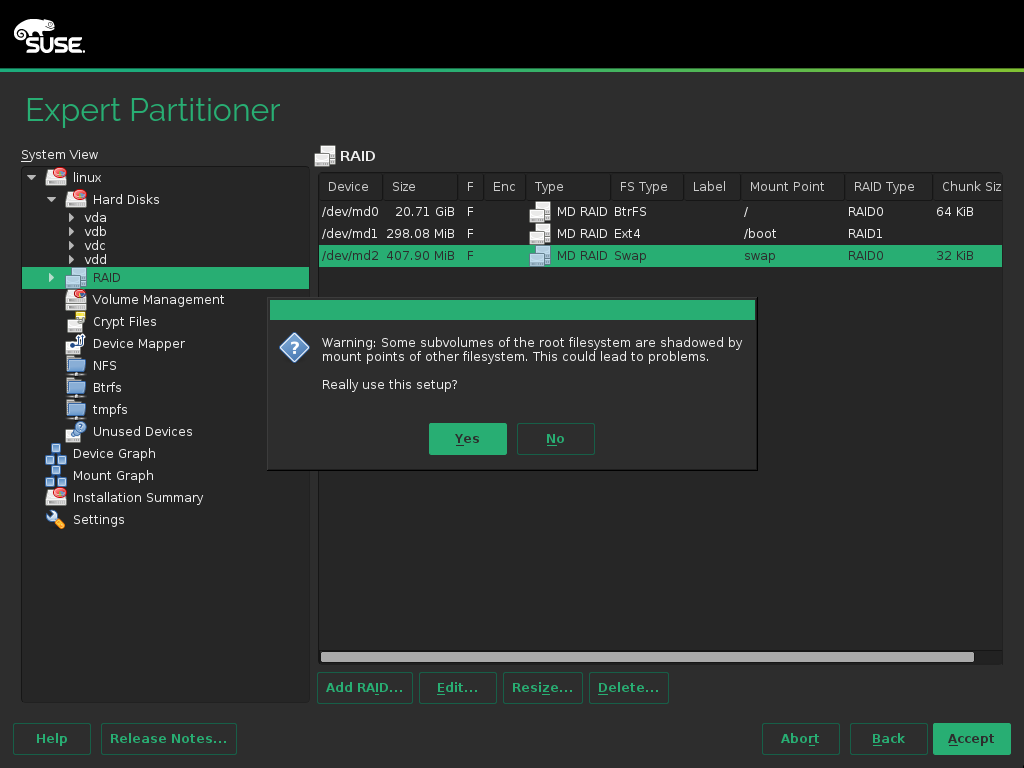 SUSE.
Expert Partitioner
System View
linux
Hard Disks
vda
vdb
vdc
vdd
RAID
Volume Management
Crypt Files
Device Mapper
NFS
Btrfs
tmpfs
Unused Devices
Device Graph
Mount Graph
Installation Summary
Settings
RAID
Device Size F Enc Type FS Type Label Mount Point RAID Type Chunk Siz
/dev/md0 20.71 GiB F MD RAID BtrFS / RAID0 64 KiB
/dev/md1 298.08 MiB F MD RAID Ext4 /boot RAID1
/dev/md2 407.90 MiB F MD RAID Swap swap RAID0 32 KiB
Warning: Some subvolumes of the root filesystem are shadowed by
mount points of other filesystem. This could lead to problems.
Really use this setup?
Yes No
Add RAID... Edit... Resize... Delete...
Help Release Notes... Abort Back Accept